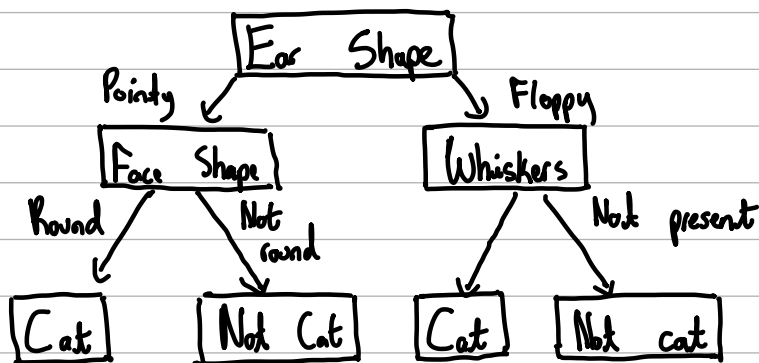 Ear Shape
Pointy
Floppy
Face Shape
Whiskers
Round
Not
round
Not present
Cat
Not Cat
Cat
Not cat